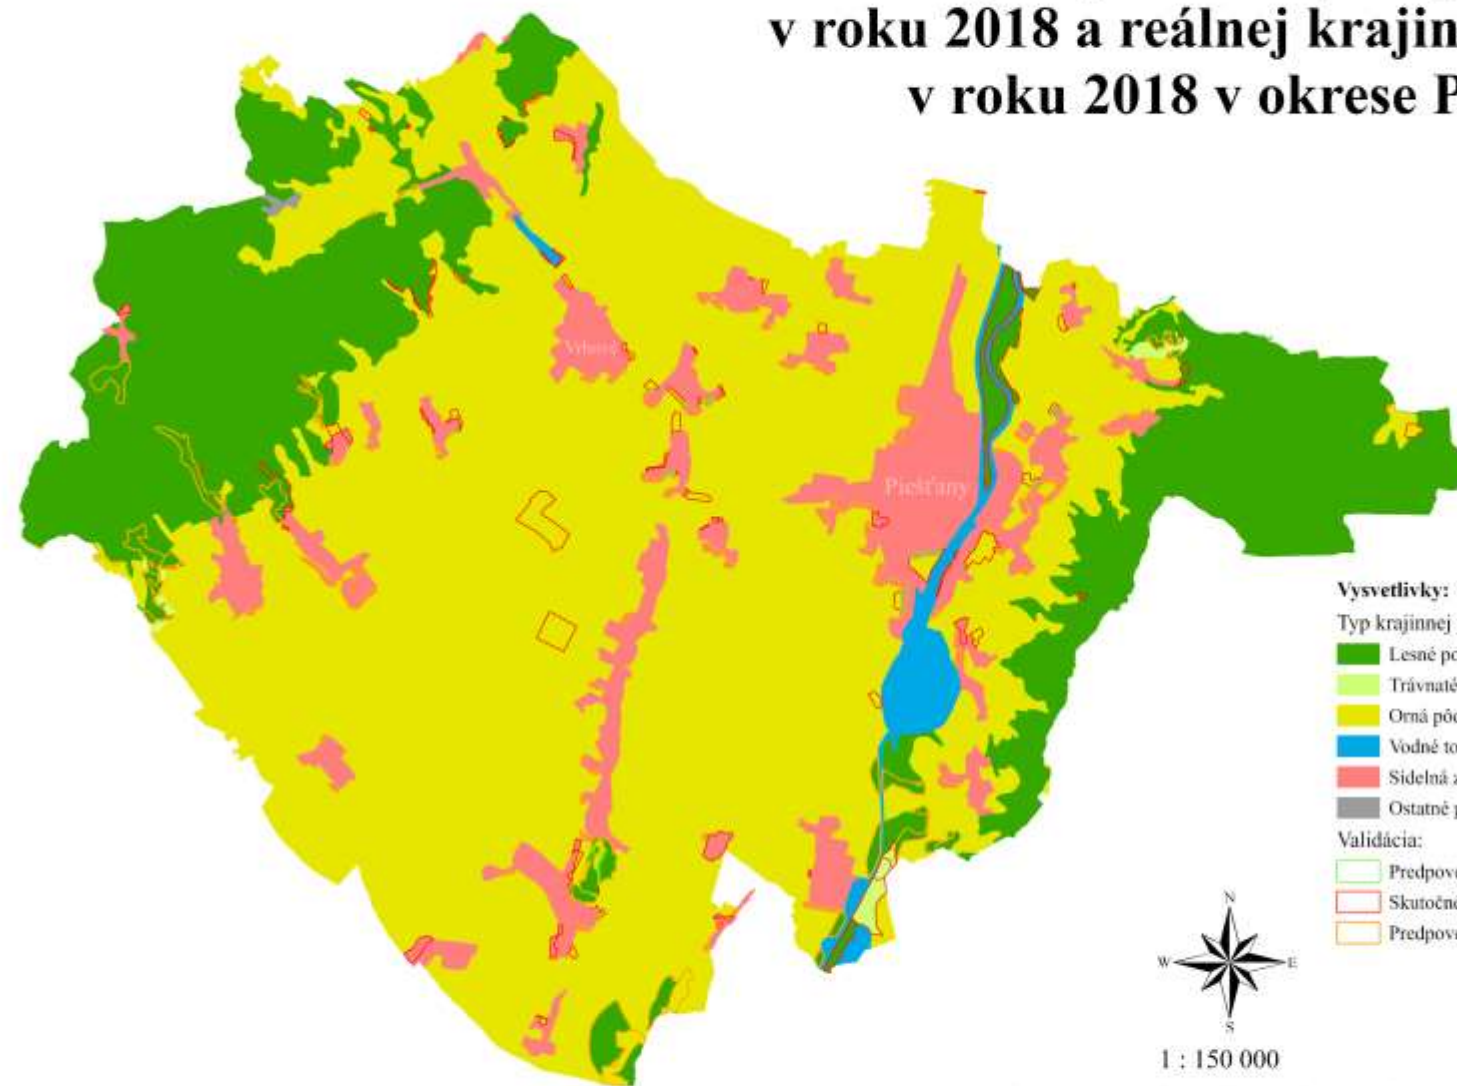 v roku 2018 a reálnej krajin
v roku 2018 v okrese P
Vrbové
Piešťany
Vysvetlivky:
Typ krajinnej
Lesné po
Trávnaté
Orná pôd
Vodné to
Sídelná z
Ostatné p
Validácia:
Predpove
Skutočne
Predpove
N
W E
S
1 : 150 000